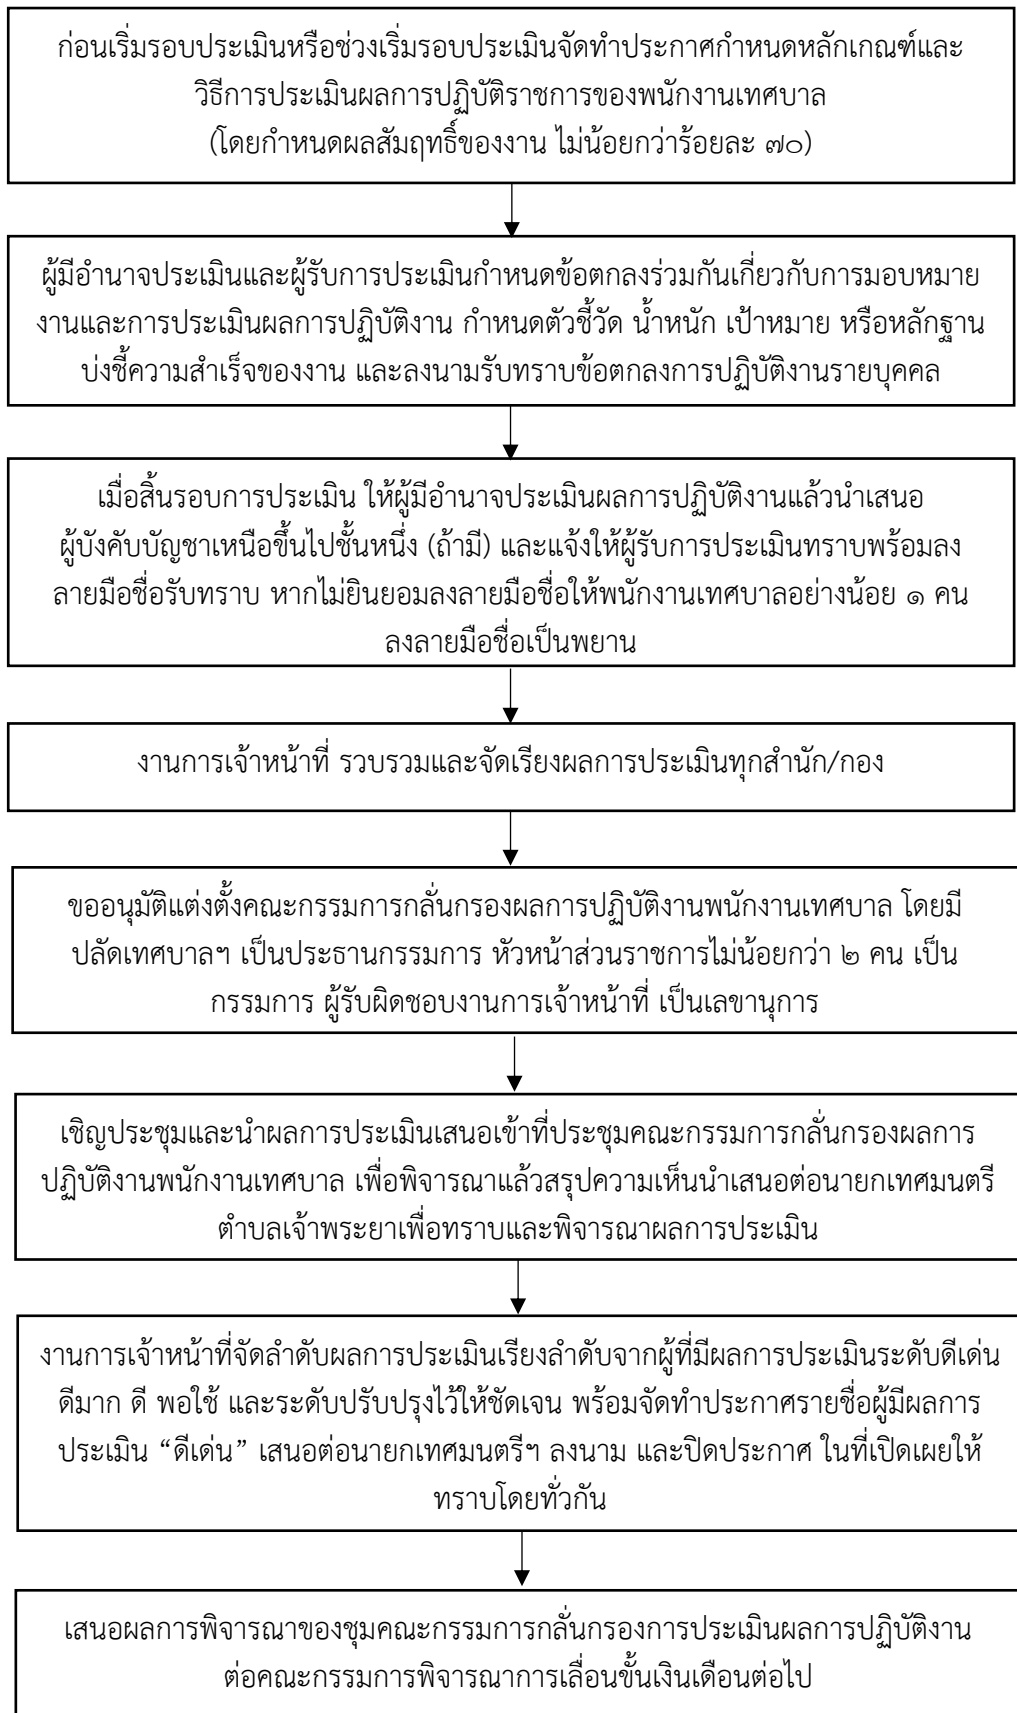 ก่อนเริ่มรอบประเมินหรือช่วงเริ่มรอบประเมินจัดทำประกาศกำหนดหลักเกณฑ์และ
วิธีการประเมินผลการปฏิบัติราชการของพนักงานเทศบาล
(โดยกำหนดผลสัมฤทธิ์ของงาน ไม่น้อยกว่าร้อยละ ๗๐)
ผู้มีอำนาจประเมินและผู้รับการประเมินกำหนดข้อตกลงร่วมกันเกี่ยวกับการมอบหมาย
งานและการประเมินผลการปฏิบัติงาน กำหนดตัวชี้วัด น้ำหนัก เป้าหมาย หรือหลักฐาน
บ่งชี้ความสำเร็จของงาน และลงนามรับทราบข้อตกลงการปฏิบัติงานรายบุคคล
เมื่อสิ้นรอบการประเมิน ให้ผู้มีอำนาจประเมินผลการปฏิบัติงานแล้วนำเสนอ
ผู้บังคับบัญชาเหนือขึ้นไปชั้นหนึ่ง (ถ้ามี) และแจ้งให้ผู้รับการประเมินทราบพร้อมลง
ลายมือชื่อรับทราบ หากไม่ยินยอมลงลายมือชื่อให้พนักงานเทศบาลอย่างน้อย ๑ คน
ลงลายมือชื่อเป็นพยาน
งานการเจ้าหน้าที่ รวบรวมและจัดเรียงผลการประเมินทุกสำนัก/กอง
ขออนุมัติแต่งตั้งคณะกรรมการกลั่นกรองผลการปฏิบัติงานพนักงานเทศบาล โดยมี
ปลัดเทศบาลฯ เป็นประธานกรรมการ หัวหน้าส่วนราชการไม่น้อยกว่า ๒ คน เป็น
กรรมการ ผู้รับผิดชอบงานการเจ้าหน้าที่ เป็นเลขานุการ
เชิญประชุมและนำผลการประเมินเสนอเข้าที่ประชุมคณะกรรมการกลั่นกรองผลการ
ปฏิบัติงานพนักงานเทศบาล เพื่อพิจารณาแล้วสรุปความเห็นนำเสนอต่อนายกเทศมนตรี
ตำบลเจ้าพระยาเพื่อทราบและพิจารณาผลการประเมิน
งานการเจ้าหน้าที่จัดลำดับผลการประเมินเรียงลำดับจากผู้ที่มีผลการประเมินระดับดีเด่น
ดีมาก ดี พอใช้ และระดับปรับปรุงไว้ให้ชัดเจน พร้อมจัดทำประกาศรายชื่อผู้มีผลการ
ประเมิน “ดีเด่น” เสนอต่อนายกเทศมนตรีฯ ลงนาม และปิดประกาศ ในที่เปิดเผยให้
ทราบโดยทั่วกัน
เสนอผลการพิจารณาของชุมคณะกรรมการกลั่นกรองการประเมินผลการปฏิบัติงาน
ต่อคณะกรรมการพิจารณาการเลื่อนขั้นเงินเดือนต่อไป